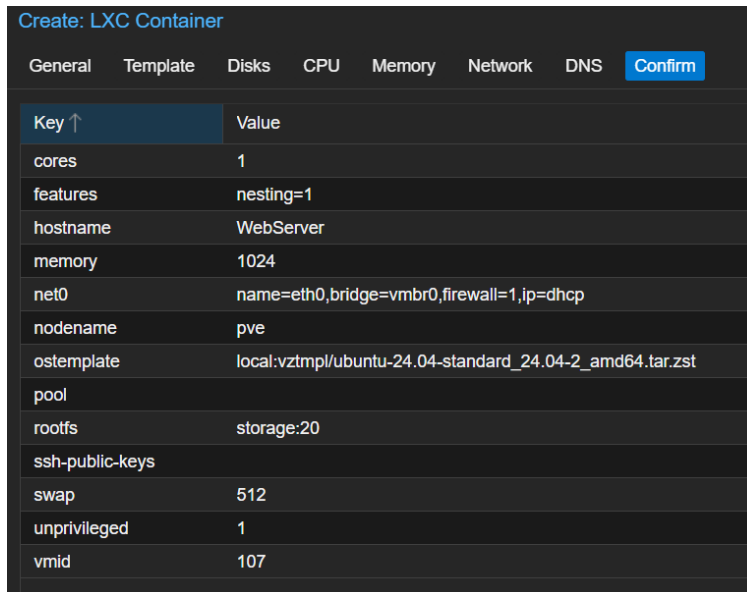 Create: LXC Container
General Template Disks CPU Memory Network DNS Confirm
Key ↑ Value
cores 1
features nesting=1
hostname WebServer
memory 1024
net0 name=eth0,bridge=vmbr0,firewall=1,ip=dhcp
nodename pve
ostemplate local:vztmpl/ubuntu-24.04-standard_24.04-2_amd64.tar.zst
pool
rootfs storage:20
ssh-public-keys
swap 512
unprivileged 1
vmid 107